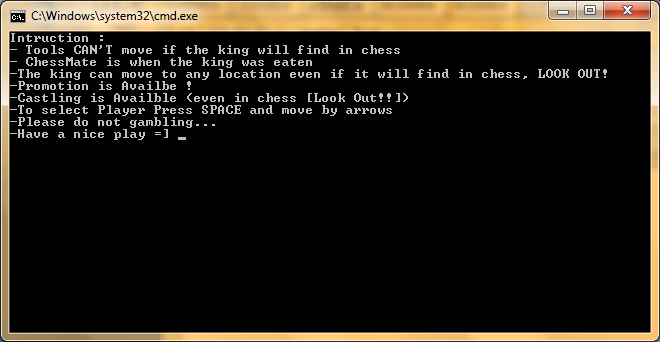 C:\Windows\system32\cmd.exe
Intruction :
- Tools CAN'T move if the king will find in chess
- ChessMate is when the king was eaten
-The king can move to any location even if it will find in chess, LOOK OUT!
-Promotion is Availbe !
-Castling is Availble (even in chess [Look Out!!])
-To select Player Press SPACE and move by arrows
-Please do not gambling...
-Have a nice play =] _